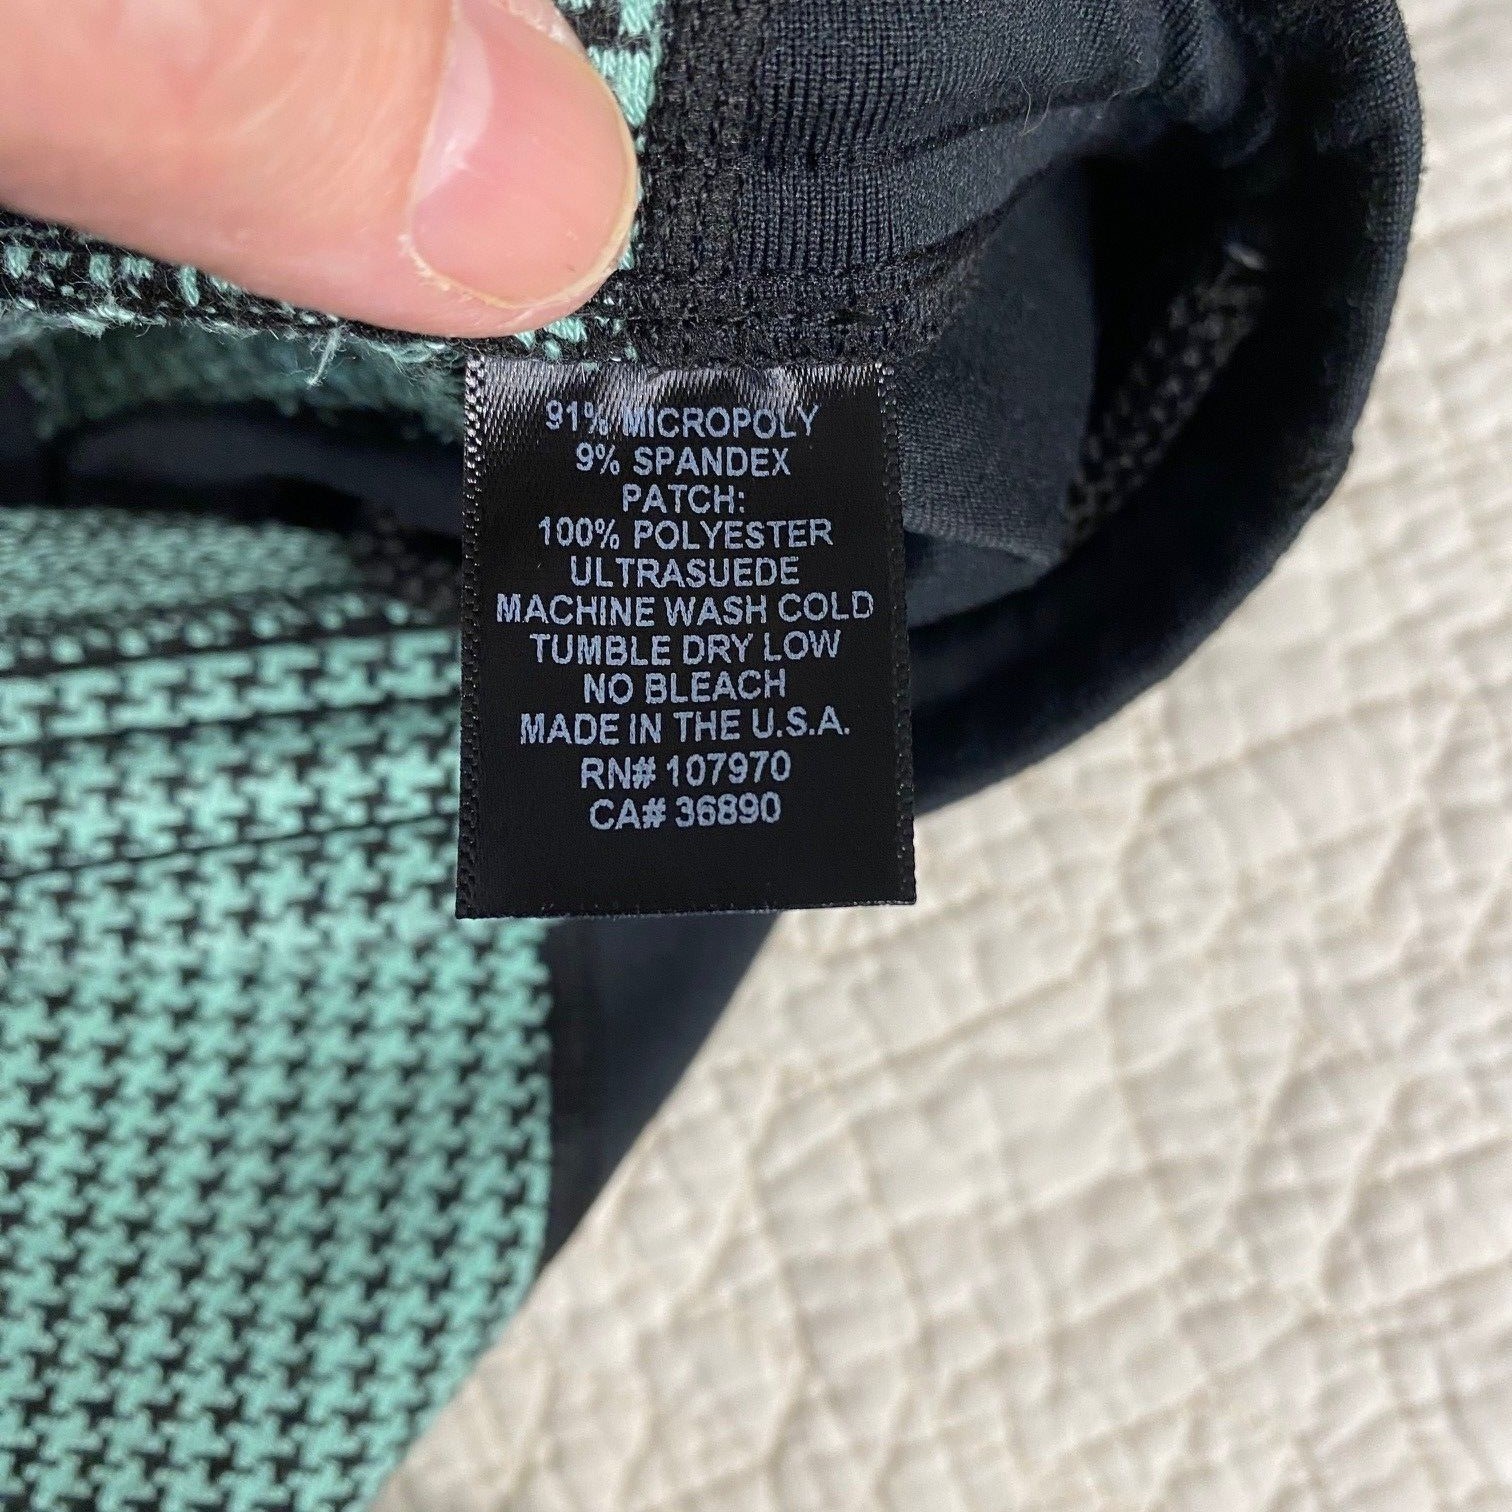 91% MICROPOLY
9% SPANDEX
PATCH:
100% POLYESTER
ULTRASUEDE
MACHINE WASH COLD
TUMBLE DRY LOW
NO BLEACH
MADE IN THE U.S.A.
RN# 107970
CA# 36890